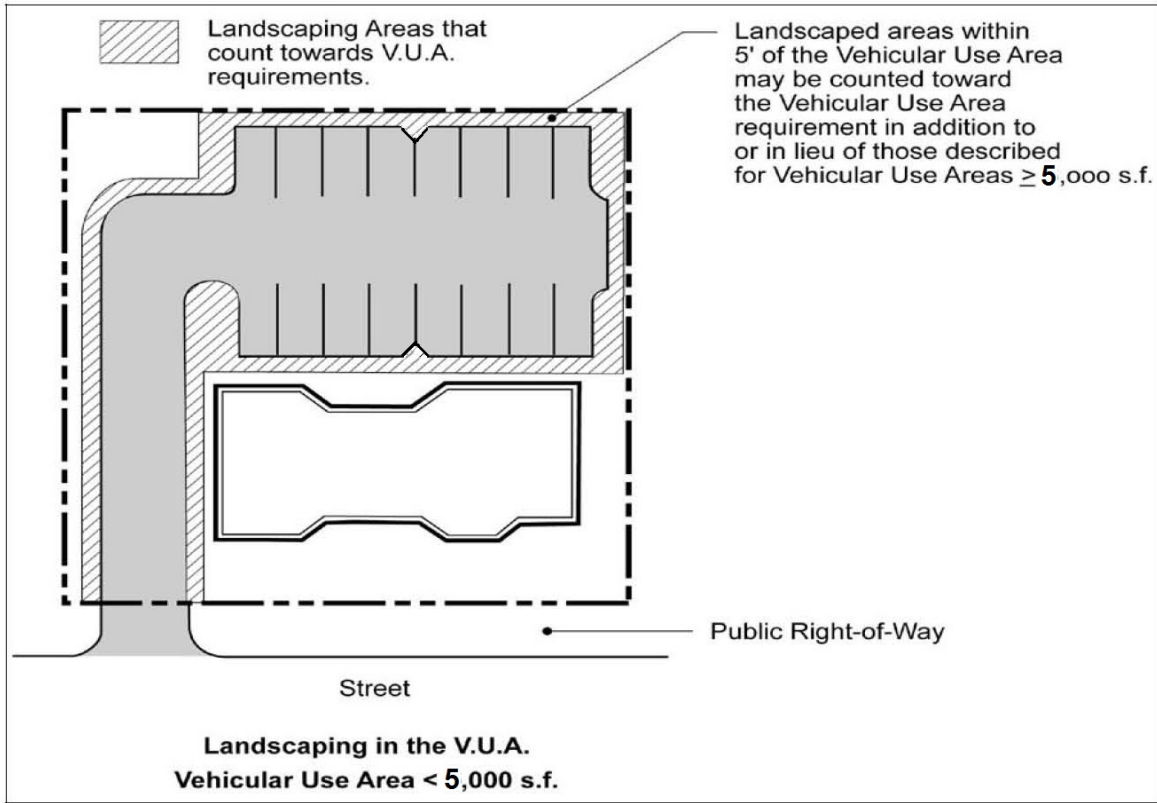 Landscaping Areas that
count towards V.U.A.
requirements.
Landscaped areas within
5' of the Vehicular Use Area
may be counted toward
the Vehicular Use Area
requirement in addition to
or in lieu of those described
for Vehicular Use Areas ≥ 5,ooo s.f.
Public Right-of-Way
Street
Landscaping in the V.U.A.
Vehicular Use Area < 5,000 s.f.